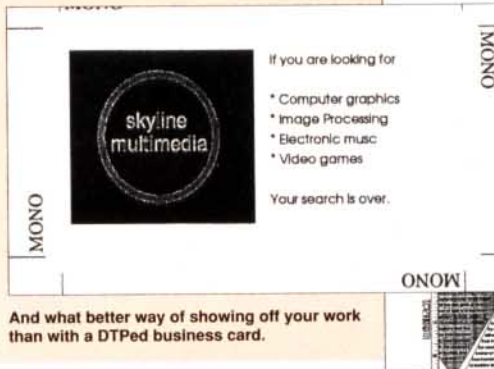 MONO
If you are looking for
MONO
* Computer graphics
* Image Processing
* Electronic musc
* Video games
skyline
multimedia
Your search is over.
MONO
MONO
And what better way of showing off your work
than with a DTPed business card.